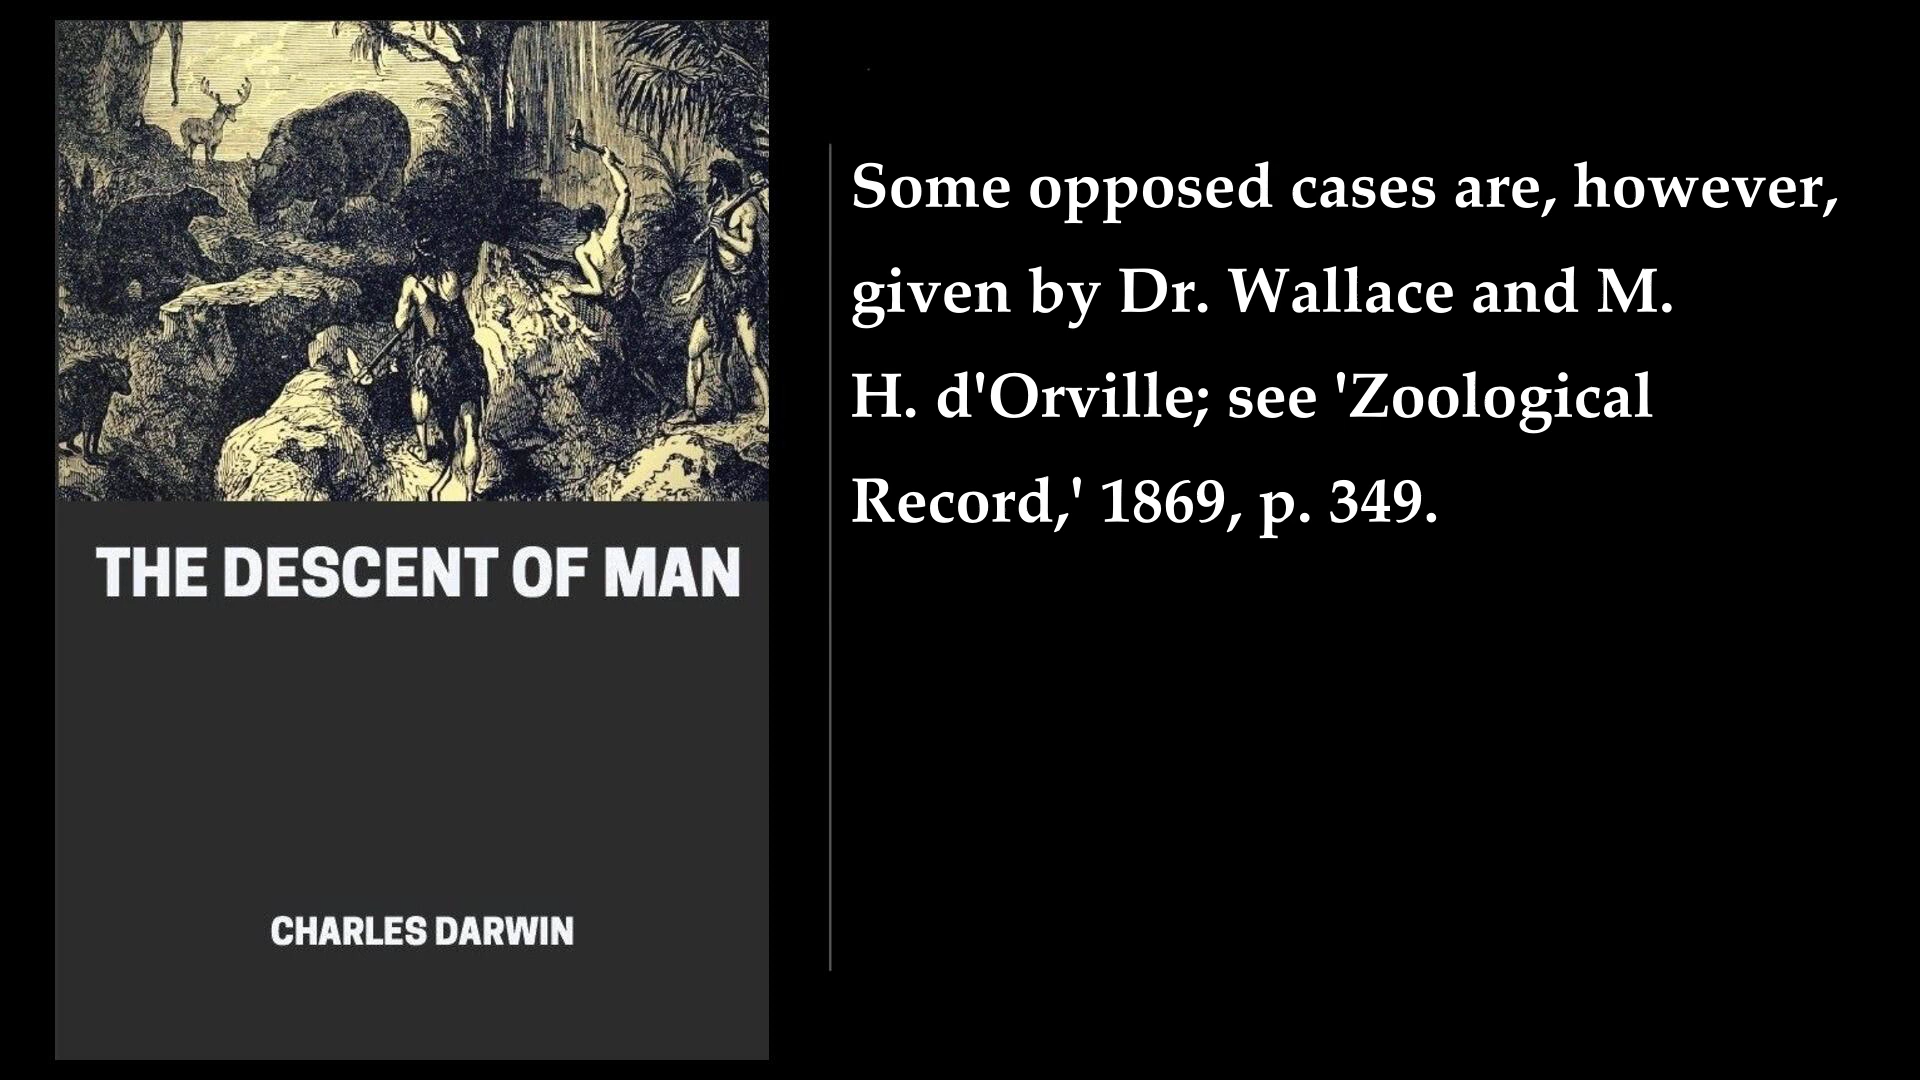 THE DESCENT OF MAN
CHARLES DARWIN
Some opposed cases are, however,
given by Dr. Wallace and M.
H. d'Orville; see 'Zoological
Record,' 1869, p. 349.